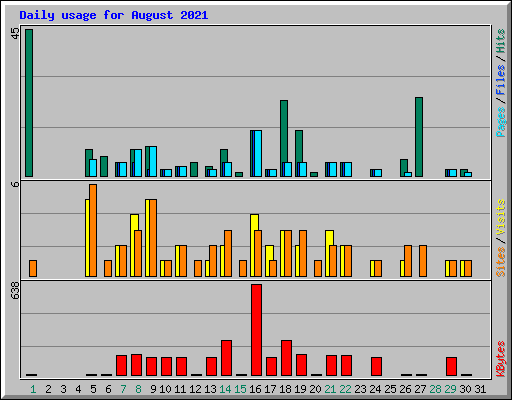 Daily usage for August 2021
45
6
638
Pages/Files/Hits
Sites/Visits
KBytes
1 2 3 4 5 6 7 8 9 10 11 12 13 14 15 16 17 18 19 20 21 22 23 24 25 26 27 28 29 30 31